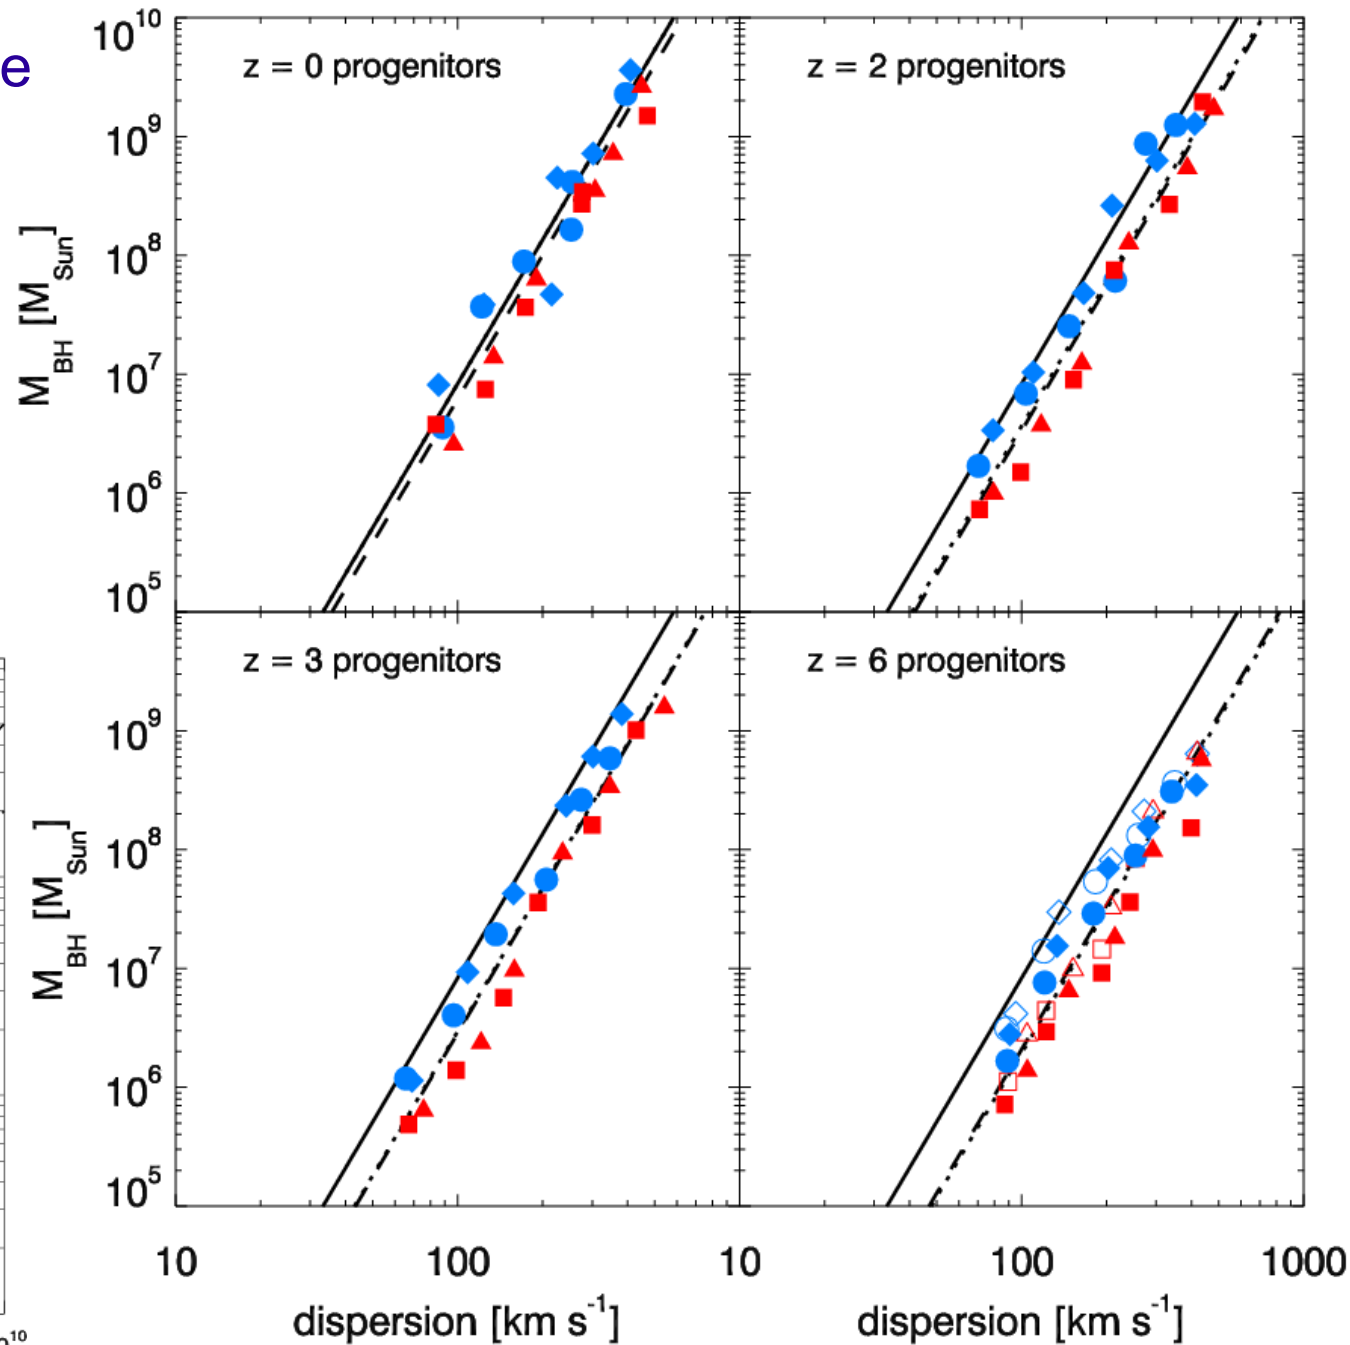 e
z = 0 progenitors
z = 2 progenitors
10^10
10^9
10^8
10^7
10^6
10^5
M_BH [M_Sun]
z = 3 progenitors
z = 6 progenitors
10^9
10^8
10^7
10^6
10^5
M_BH [M_Sun]
10 100 10 100 1000
dispersion [km s^-1] dispersion [km s^-1]